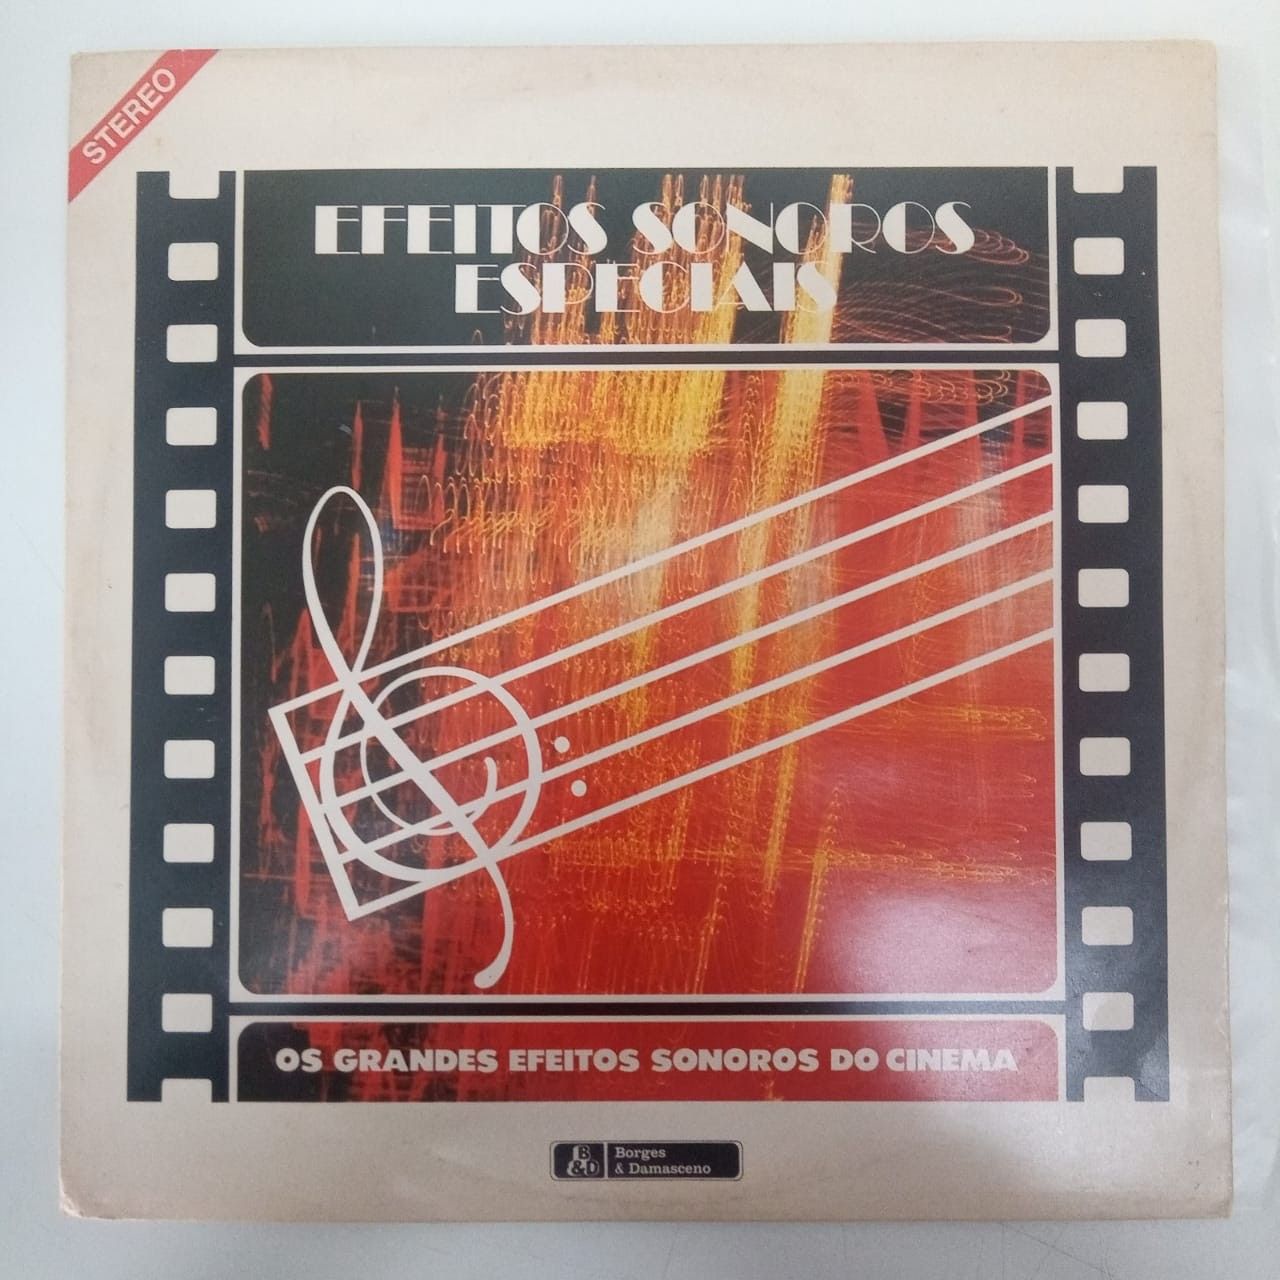 STEREO
EFEITOS SONOROS
ESPECIAIS
OS GRANDES EFEITOS SONOROS DO CINEMA
B
&D
Borges
& Damasceno